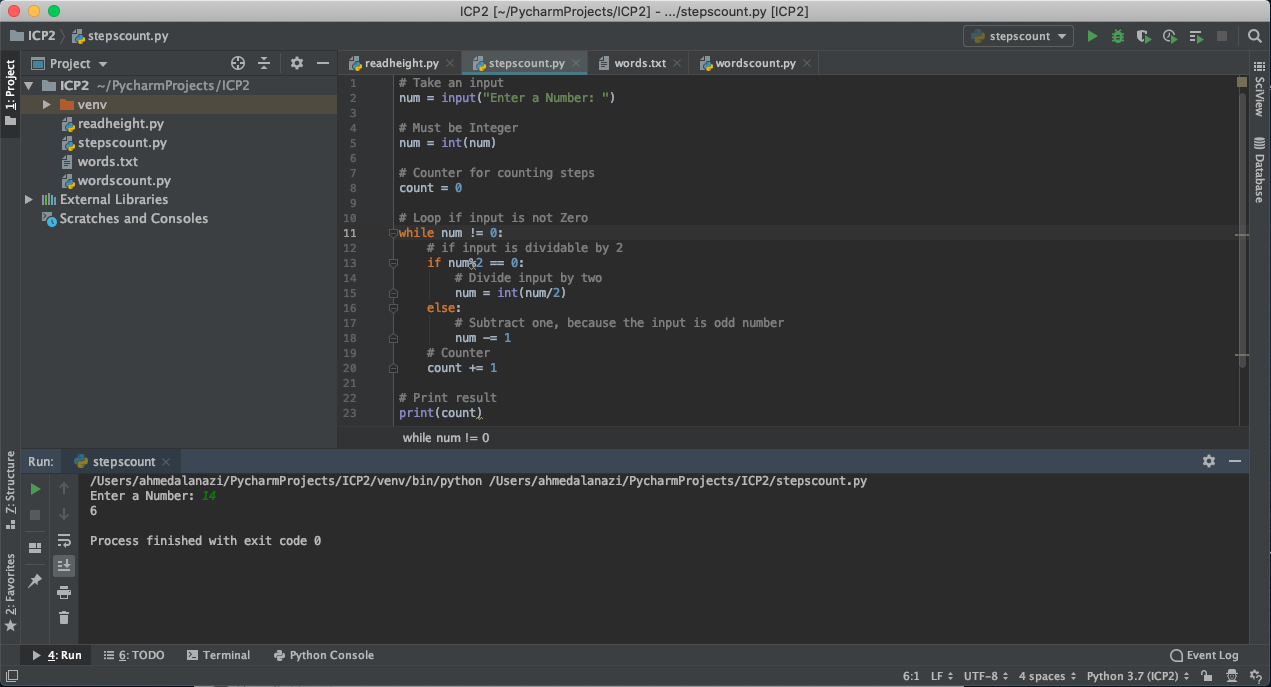 ICP2 [~/PycharmProjects/ICP2] - .../stepscount.py [ICP2]
ICP2 stepscount.py
stepscount
1: Project
Project
ICP2 ~/PycharmProjects/ICP2
venv
readheight.py
stepscount.py
words.txt
wordscount.py
External Libraries
Scratches and Consoles
readheight.py stepscount.py words.txt wordscount.py
1 # Take an input
2 num = input("Enter a Number: ")
3
4 # Must be Integer
5 num = int(num)
6
7 # Counter for counting steps
8 count = 0
9
10 # Loop if input is not Zero
11 while num != 0:
12 # if input is dividable by 2
13 if num%2 == 0:
14 # Divide input by two
15 num = int(num/2)
16 else:
17 # Subtract one, because the input is odd number
18 num -= 1
19 # Counter
20 count += 1
21
22 # Print result
23 print(count)
while num != 0
SciView
Database
Run: stepscount
/Users/ahmedalanazi/PycharmProjects/ICP2/venv/bin/python /Users/ahmedalanazi/PycharmProjects/ICP2/stepscount.py
Enter a Number: 14
6
Process finished with exit code 0
Z: Structure
2: Favorites
4: Run 6: TODO Terminal Python Console Event Log
6:1 LF UTF-8 4 spaces Python 3.7 (ICP2)